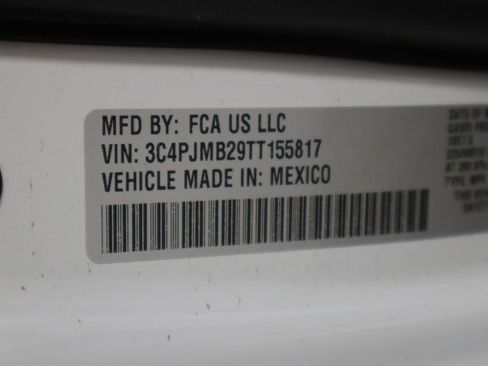 MFD BY: FCA US LLC
VIN: 3C4PJMB29TT155817
VEHICLE MADE IN: MEXICO